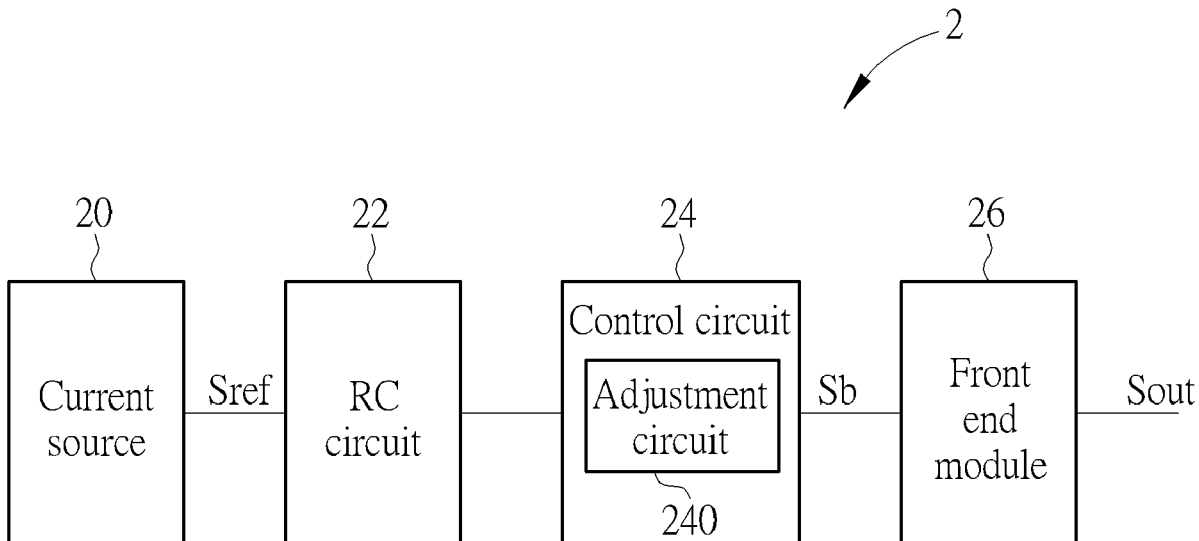 2
20
22
24
26
Current
source
Sref
RC
circuit
Control circuit
Adjustment
circuit
240
Sb
Front
end
module
Sout